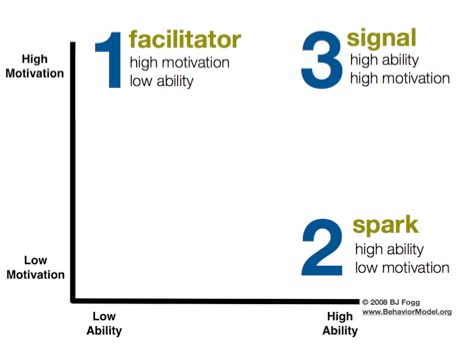 High
Motivation
1 facilitator
high motivation
low ability
3 signal
high ability
high motivation
2 spark
high ability
low motivation
Low
Motivation
© 2008 BJ Fogg
www.BehaviorModel.org
Low
Ability
High
Ability